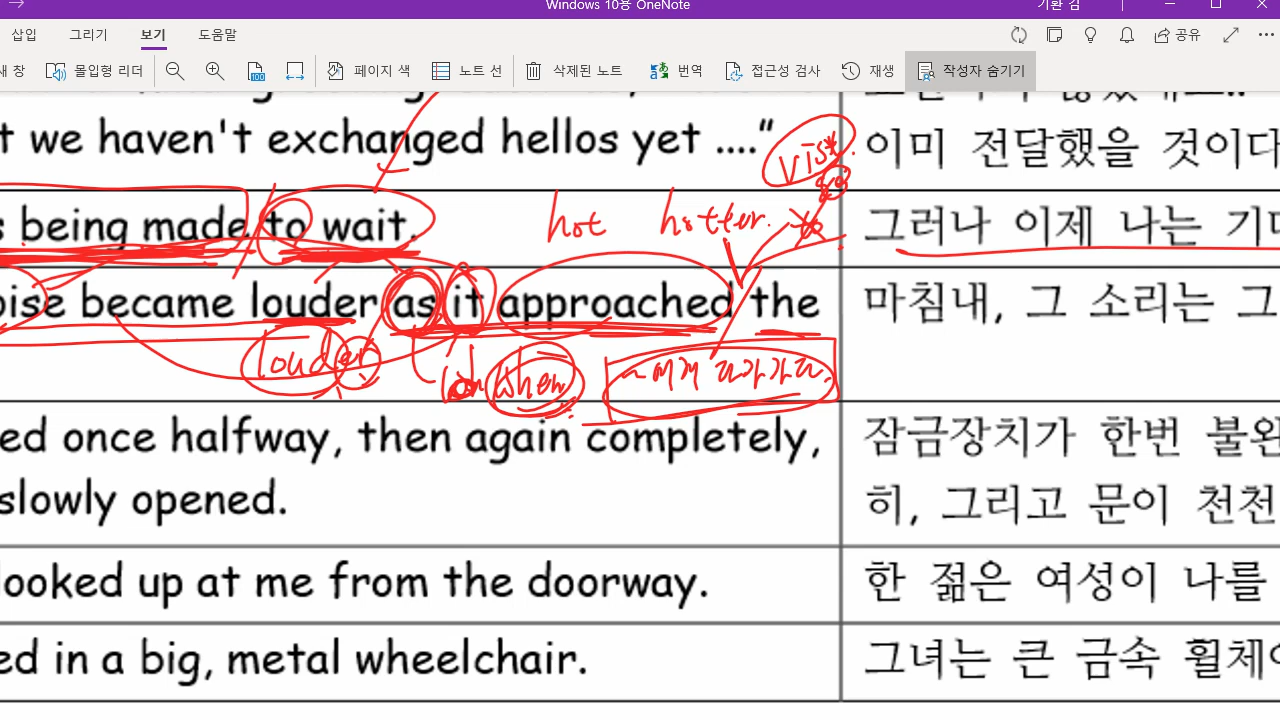 Windows 10용 OneNote
기환 김
삽입 그리기 보기 도움말 공유
새 창 몰입형 리더 페이지 색 노트 선 삭제된 노트 번역 접근성 검사 재생 작성자 숨기기
t we haven't exchanged hellos yet ...." visit 이미 전달했을 것이다
s being made to wait. hot hotter to 그러나 이제 나는 기다
oise became louder as it approached the 마침내, 그 소리는 그
louder when ~에게 다가가다.
ed once halfway, then again completely, 잠금장치가 한번 불완
slowly opened. 히, 그리고 문이 천천
looked up at me from the doorway. 한 젊은 여성이 나를
ed in a big, metal wheelchair. 그녀는 큰 금속 휠체어